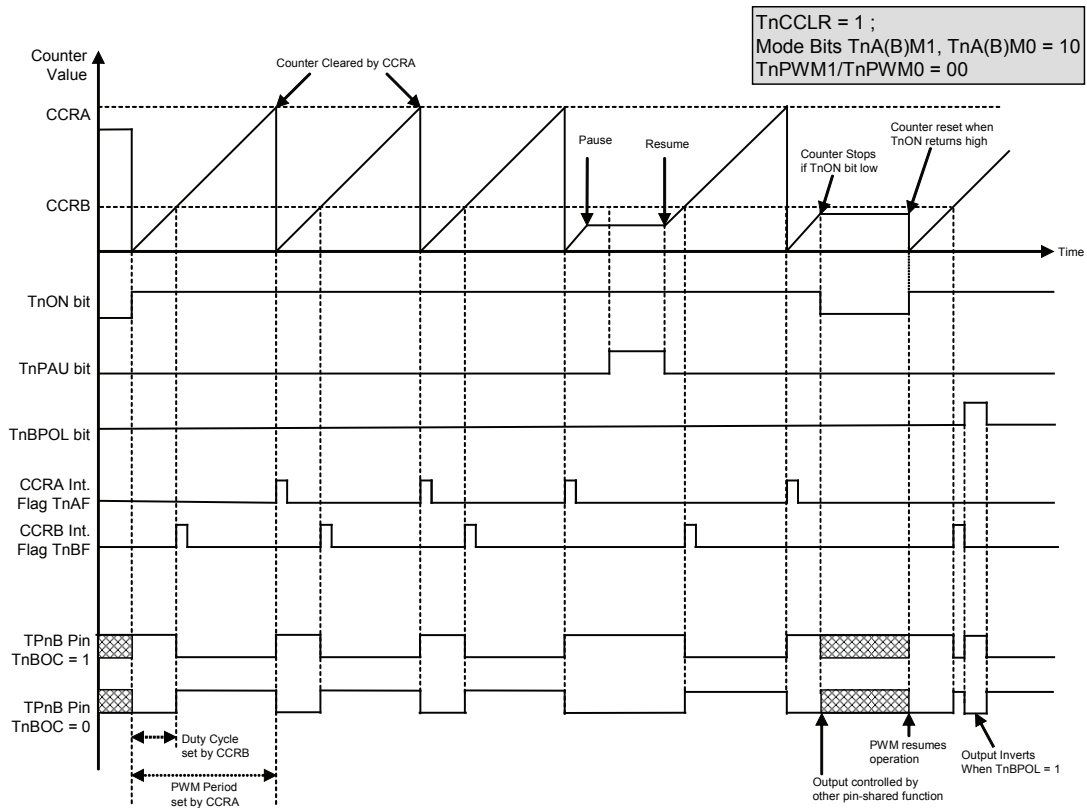 TnCCLR = 1 ;
Mode Bits TnA(B)M1, TnA(B)M0 = 10
TnPWM1/TnPWM0 = 00
Counter
Value
Counter Cleared by CCRA
CCRA
Pause
Resume
Counter Stops
if TnON bit low
Counter reset when
TnON returns high
CCRB
Time
TnON bit
TnPAU bit
TnBPOL bit
CCRA Int.
Flag TnAF
CCRB Int.
Flag TnBF
TPnB Pin
TnBOC = 1
TPnB Pin
TnBOC = 0
Duty Cycle
set by CCRB
PWM Period
set by CCRA
Output controlled by
other pin-shared function
PWM resumes
operation
Output Inverts
When TnBPOL = 1